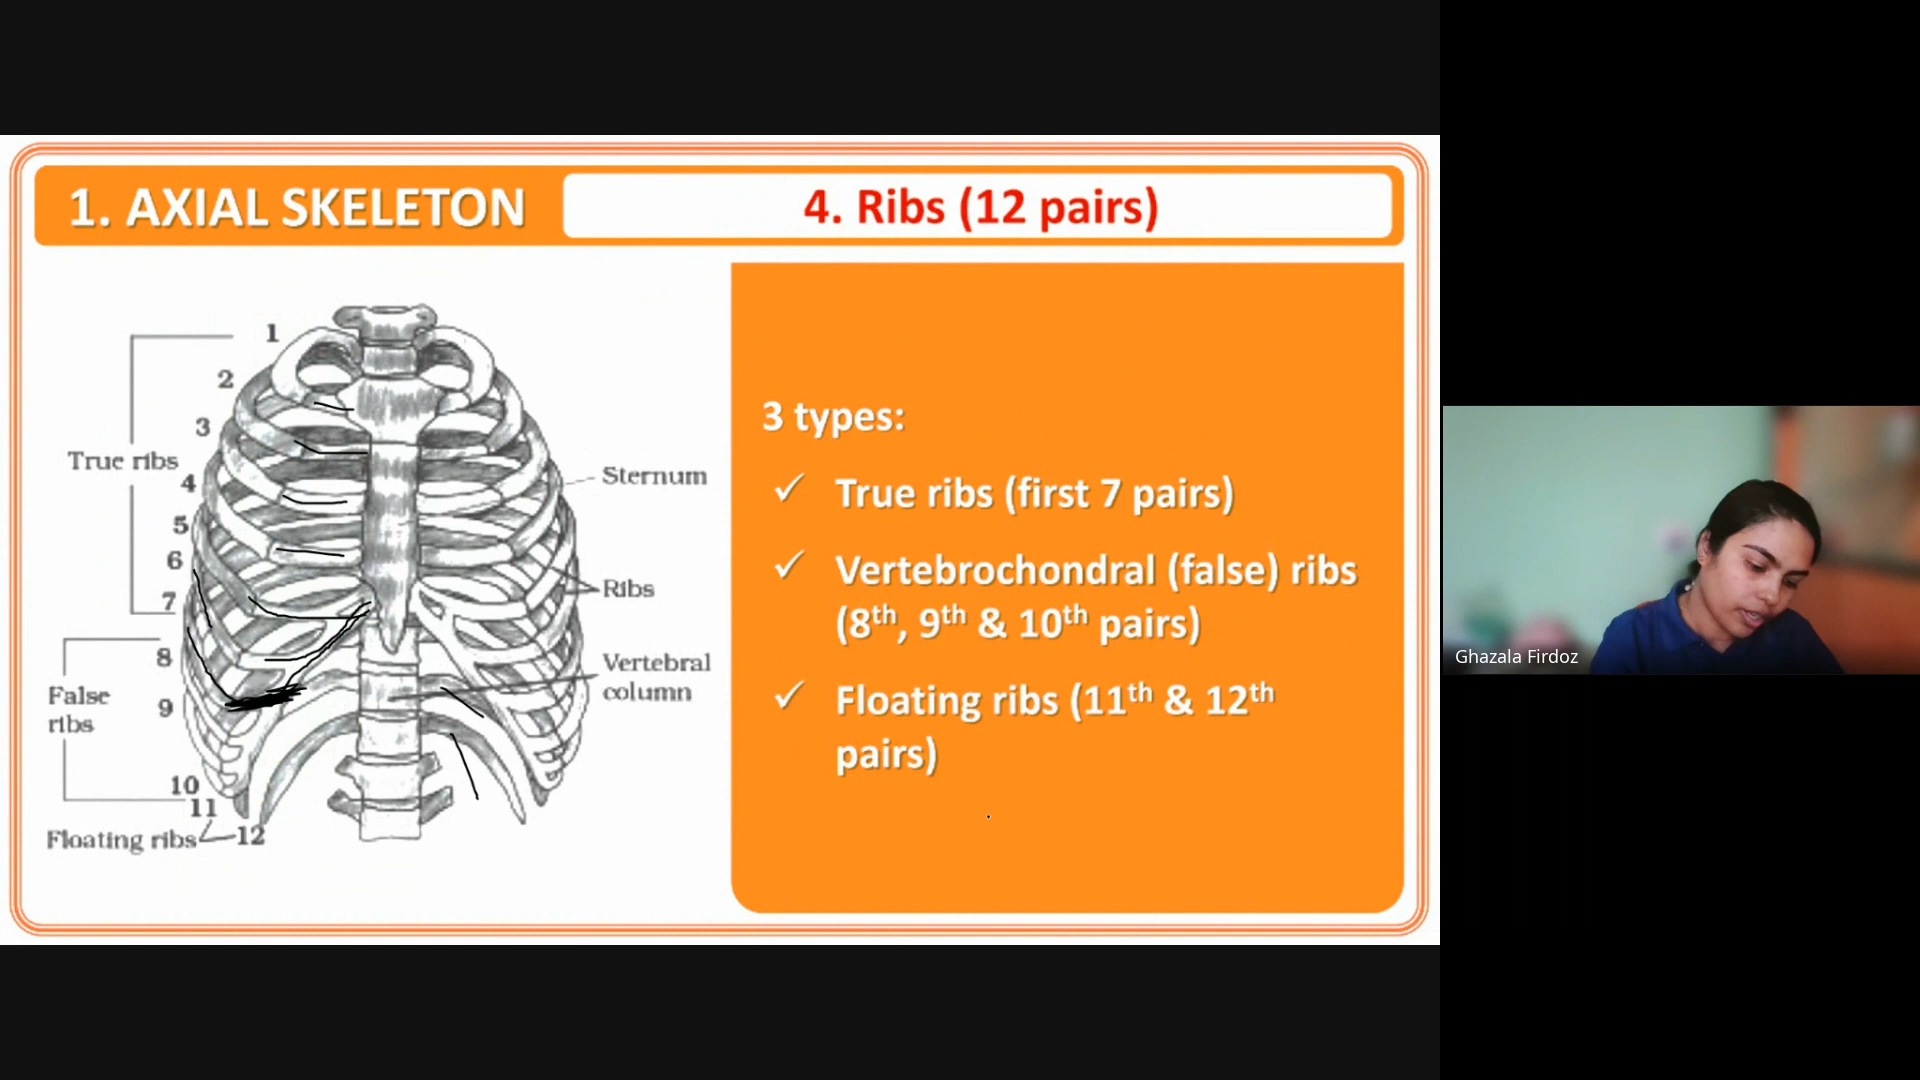 1. AXIAL SKELETON
4. Ribs (12 pairs)
1
2
3
True ribs
4
5
6
7
8
False
ribs
9
10
11
Floating ribs
12
Sternum
Ribs
Vertebral
column
3 types:
✓ True ribs (first 7 pairs)
✓ Vertebrochondral (false) ribs
(8th, 9th & 10th pairs)
✓ Floating ribs (11th & 12th
pairs)
Ghazala Firdoz